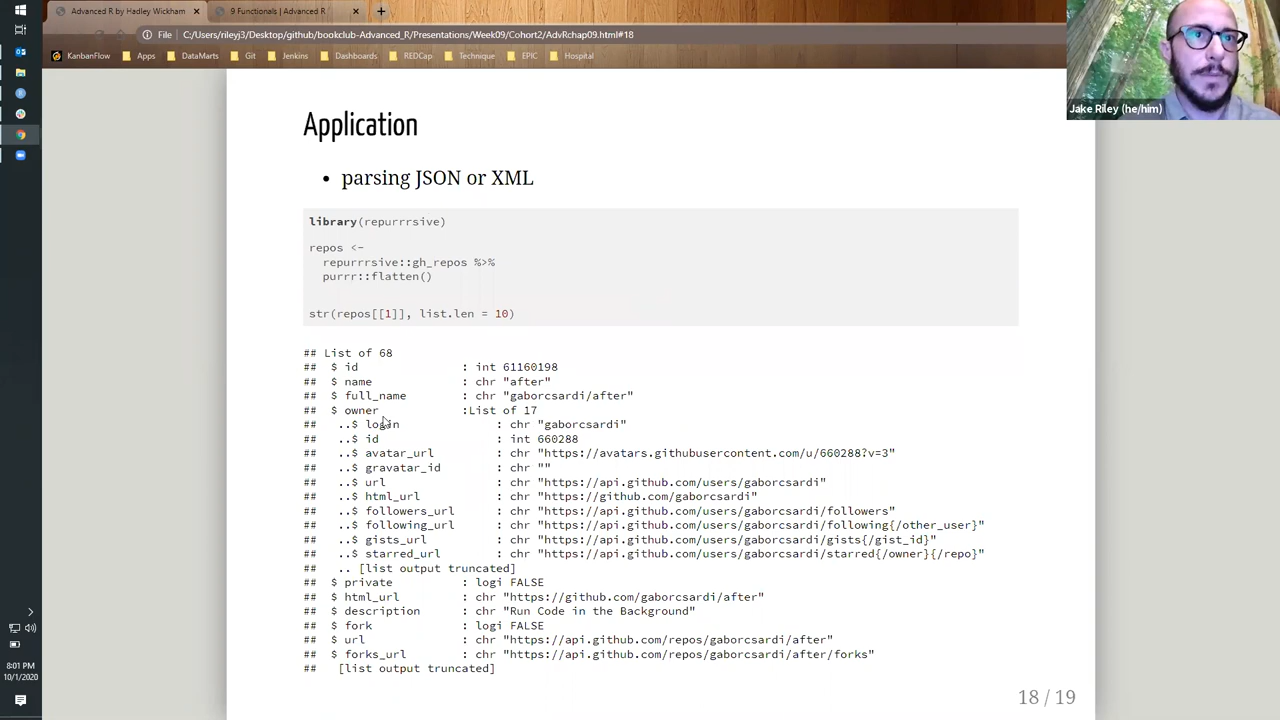 Advanced R by Hadley Wickham
9 Functionals | Advanced R
File C:/Users/rileyj3/Desktop/github/bookclub-Advanced_R/Presentations/Week09/Cohort2/AdvRchap09.html#18
KanbanFlow Apps DataMarts Git Jenkins Dashboards REDCap Technique EPIC Hospital
Jake Riley (he/him)
Application
• parsing JSON or XML
library(repurrrsive)
repos <-
repurrrsive::gh_repos %>%
purrr::flatten()
str(repos[[1]], list.len = 10)
## List of 68
## $ id : int 61160198
## $ name : chr "after"
## $ full_name : chr "gaborcsardi/after"
## $ owner :List of 17
## ..$ login : chr "gaborcsardi"
## ..$ id : int 660288
## ..$ avatar_url : chr "https://avatars.githubusercontent.com/u/660288?v=3"
## ..$ gravatar_id : chr ""
## ..$ url : chr "https://api.github.com/users/gaborcsardi"
## ..$ html_url : chr "https://github.com/gaborcsardi"
## ..$ followers_url : chr "https://api.github.com/users/gaborcsardi/followers"
## ..$ following_url : chr "https://api.github.com/users/gaborcsardi/following{/other_user}"
## ..$ gists_url : chr "https://api.github.com/users/gaborcsardi/gists{/gist_id}"
## ..$ starred_url : chr "https://api.github.com/users/gaborcsardi/starred{/owner}{/repo}"
## .. [list output truncated]
## $ private : logi FALSE
## $ html_url : chr "https://github.com/gaborcsardi/after"
## $ description : chr "Run Code in the Background"
## $ fork : logi FALSE
## $ url : chr "https://api.github.com/repos/gaborcsardi/after"
## $ forks_url : chr "https://api.github.com/repos/gaborcsardi/after/forks"
## [list output truncated]
18 / 19
8:01 PM
10/1/2020